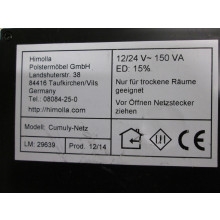 Himolla
Polstermöbel GmbH
Landshuterstr. 38
84416 Taufkirchen/Vils
Germany
Tel.: 08084-25-0
http://himolla.com
12/24 V~ 150 VA
ED: 15%
Nur für trockene Räume
geeignet
Vor Öffnen Netzstecker
ziehen
Model: Cumuly-Netz
LM: 29639
Prod. 12/14